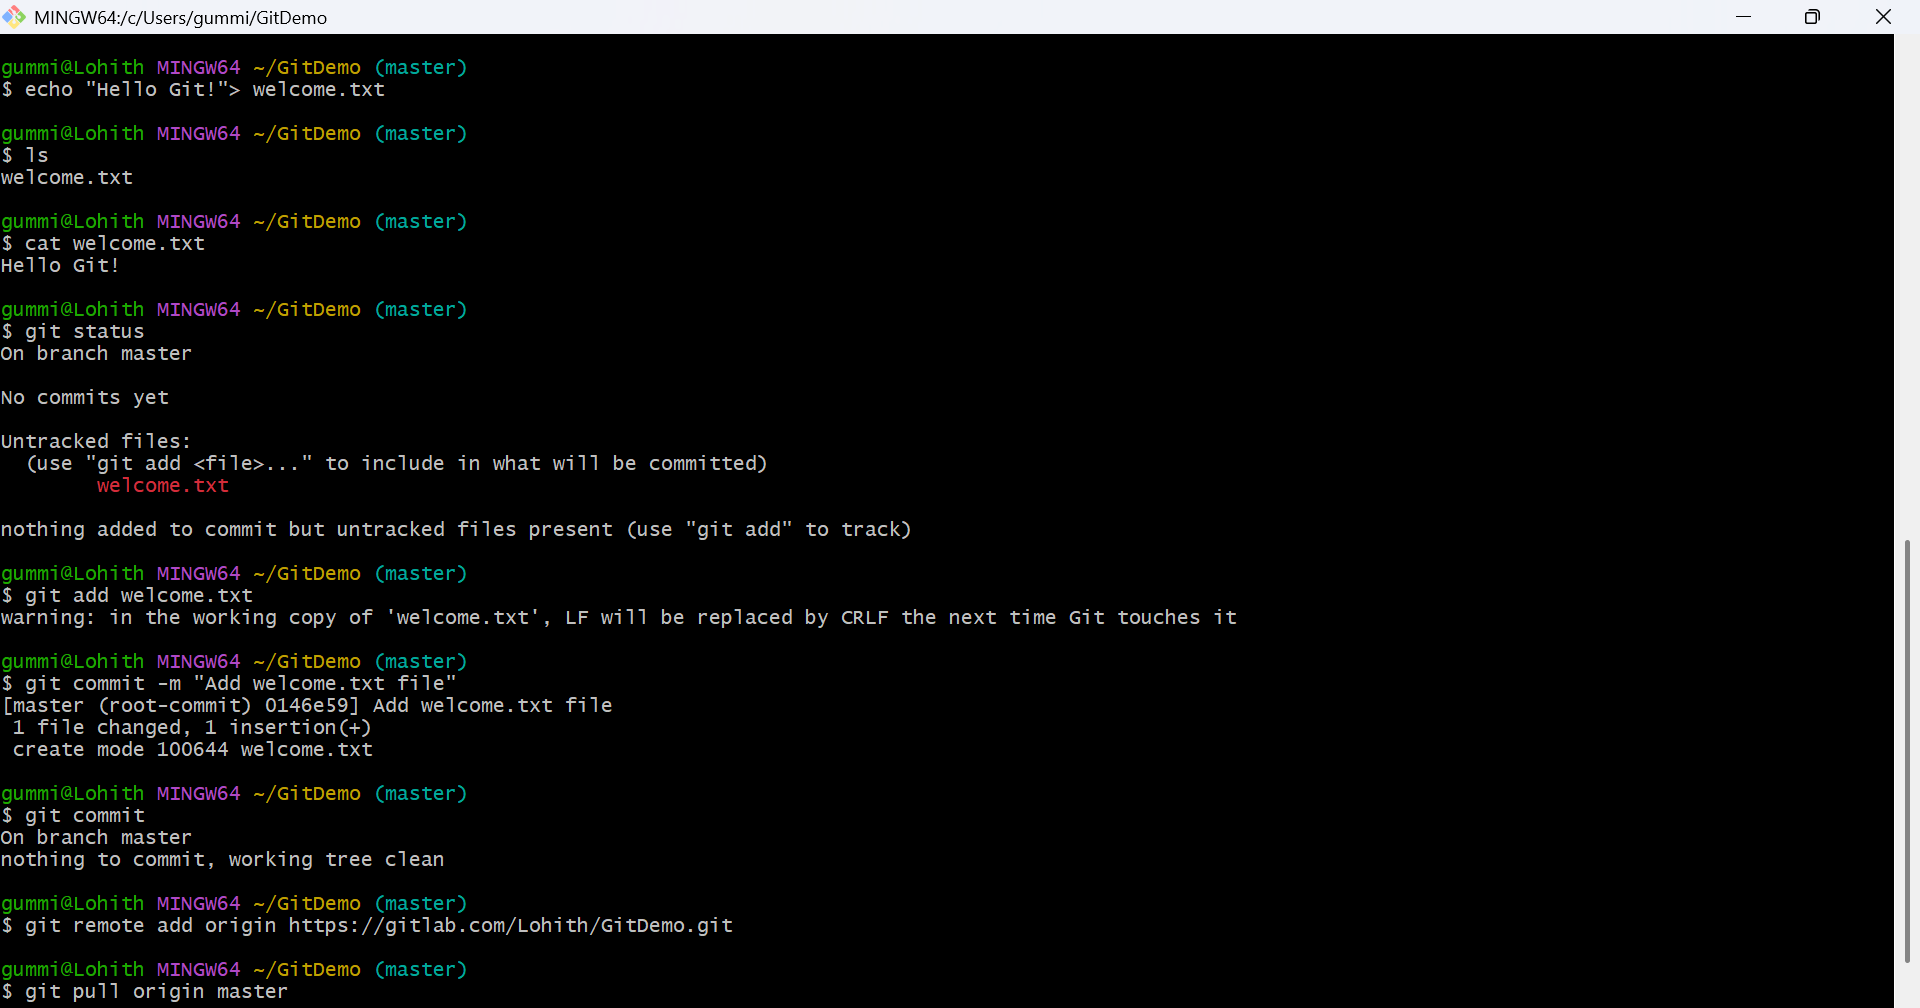 MINGW64:/c/Users/gummi/GitDemo
gummi@Lohith MINGW64 ~/GitDemo (master)
$ echo "Hello Git!"> welcome.txt
gummi@Lohith MINGW64 ~/GitDemo (master)
$ ls
welcome.txt
gummi@Lohith MINGW64 ~/GitDemo (master)
$ cat welcome.txt
Hello Git!
gummi@Lohith MINGW64 ~/GitDemo (master)
$ git status
On branch master
No commits yet
Untracked files:
  (use "git add <file>..." to include in what will be committed)
        welcome.txt
nothing added to commit but untracked files present (use "git add" to track)
gummi@Lohith MINGW64 ~/GitDemo (master)
$ git add welcome.txt
warning: in the working copy of 'welcome.txt', LF will be replaced by CRLF the next time Git touches it
gummi@Lohith MINGW64 ~/GitDemo (master)
$ git commit -m "Add welcome.txt file"
[master (root-commit) 0146e59] Add welcome.txt file
 1 file changed, 1 insertion(+)
 create mode 100644 welcome.txt
gummi@Lohith MINGW64 ~/GitDemo (master)
$ git commit
On branch master
nothing to commit, working tree clean
gummi@Lohith MINGW64 ~/GitDemo (master)
$ git remote add origin https://gitlab.com/Lohith/GitDemo.git
gummi@Lohith MINGW64 ~/GitDemo (master)
$ git pull origin master